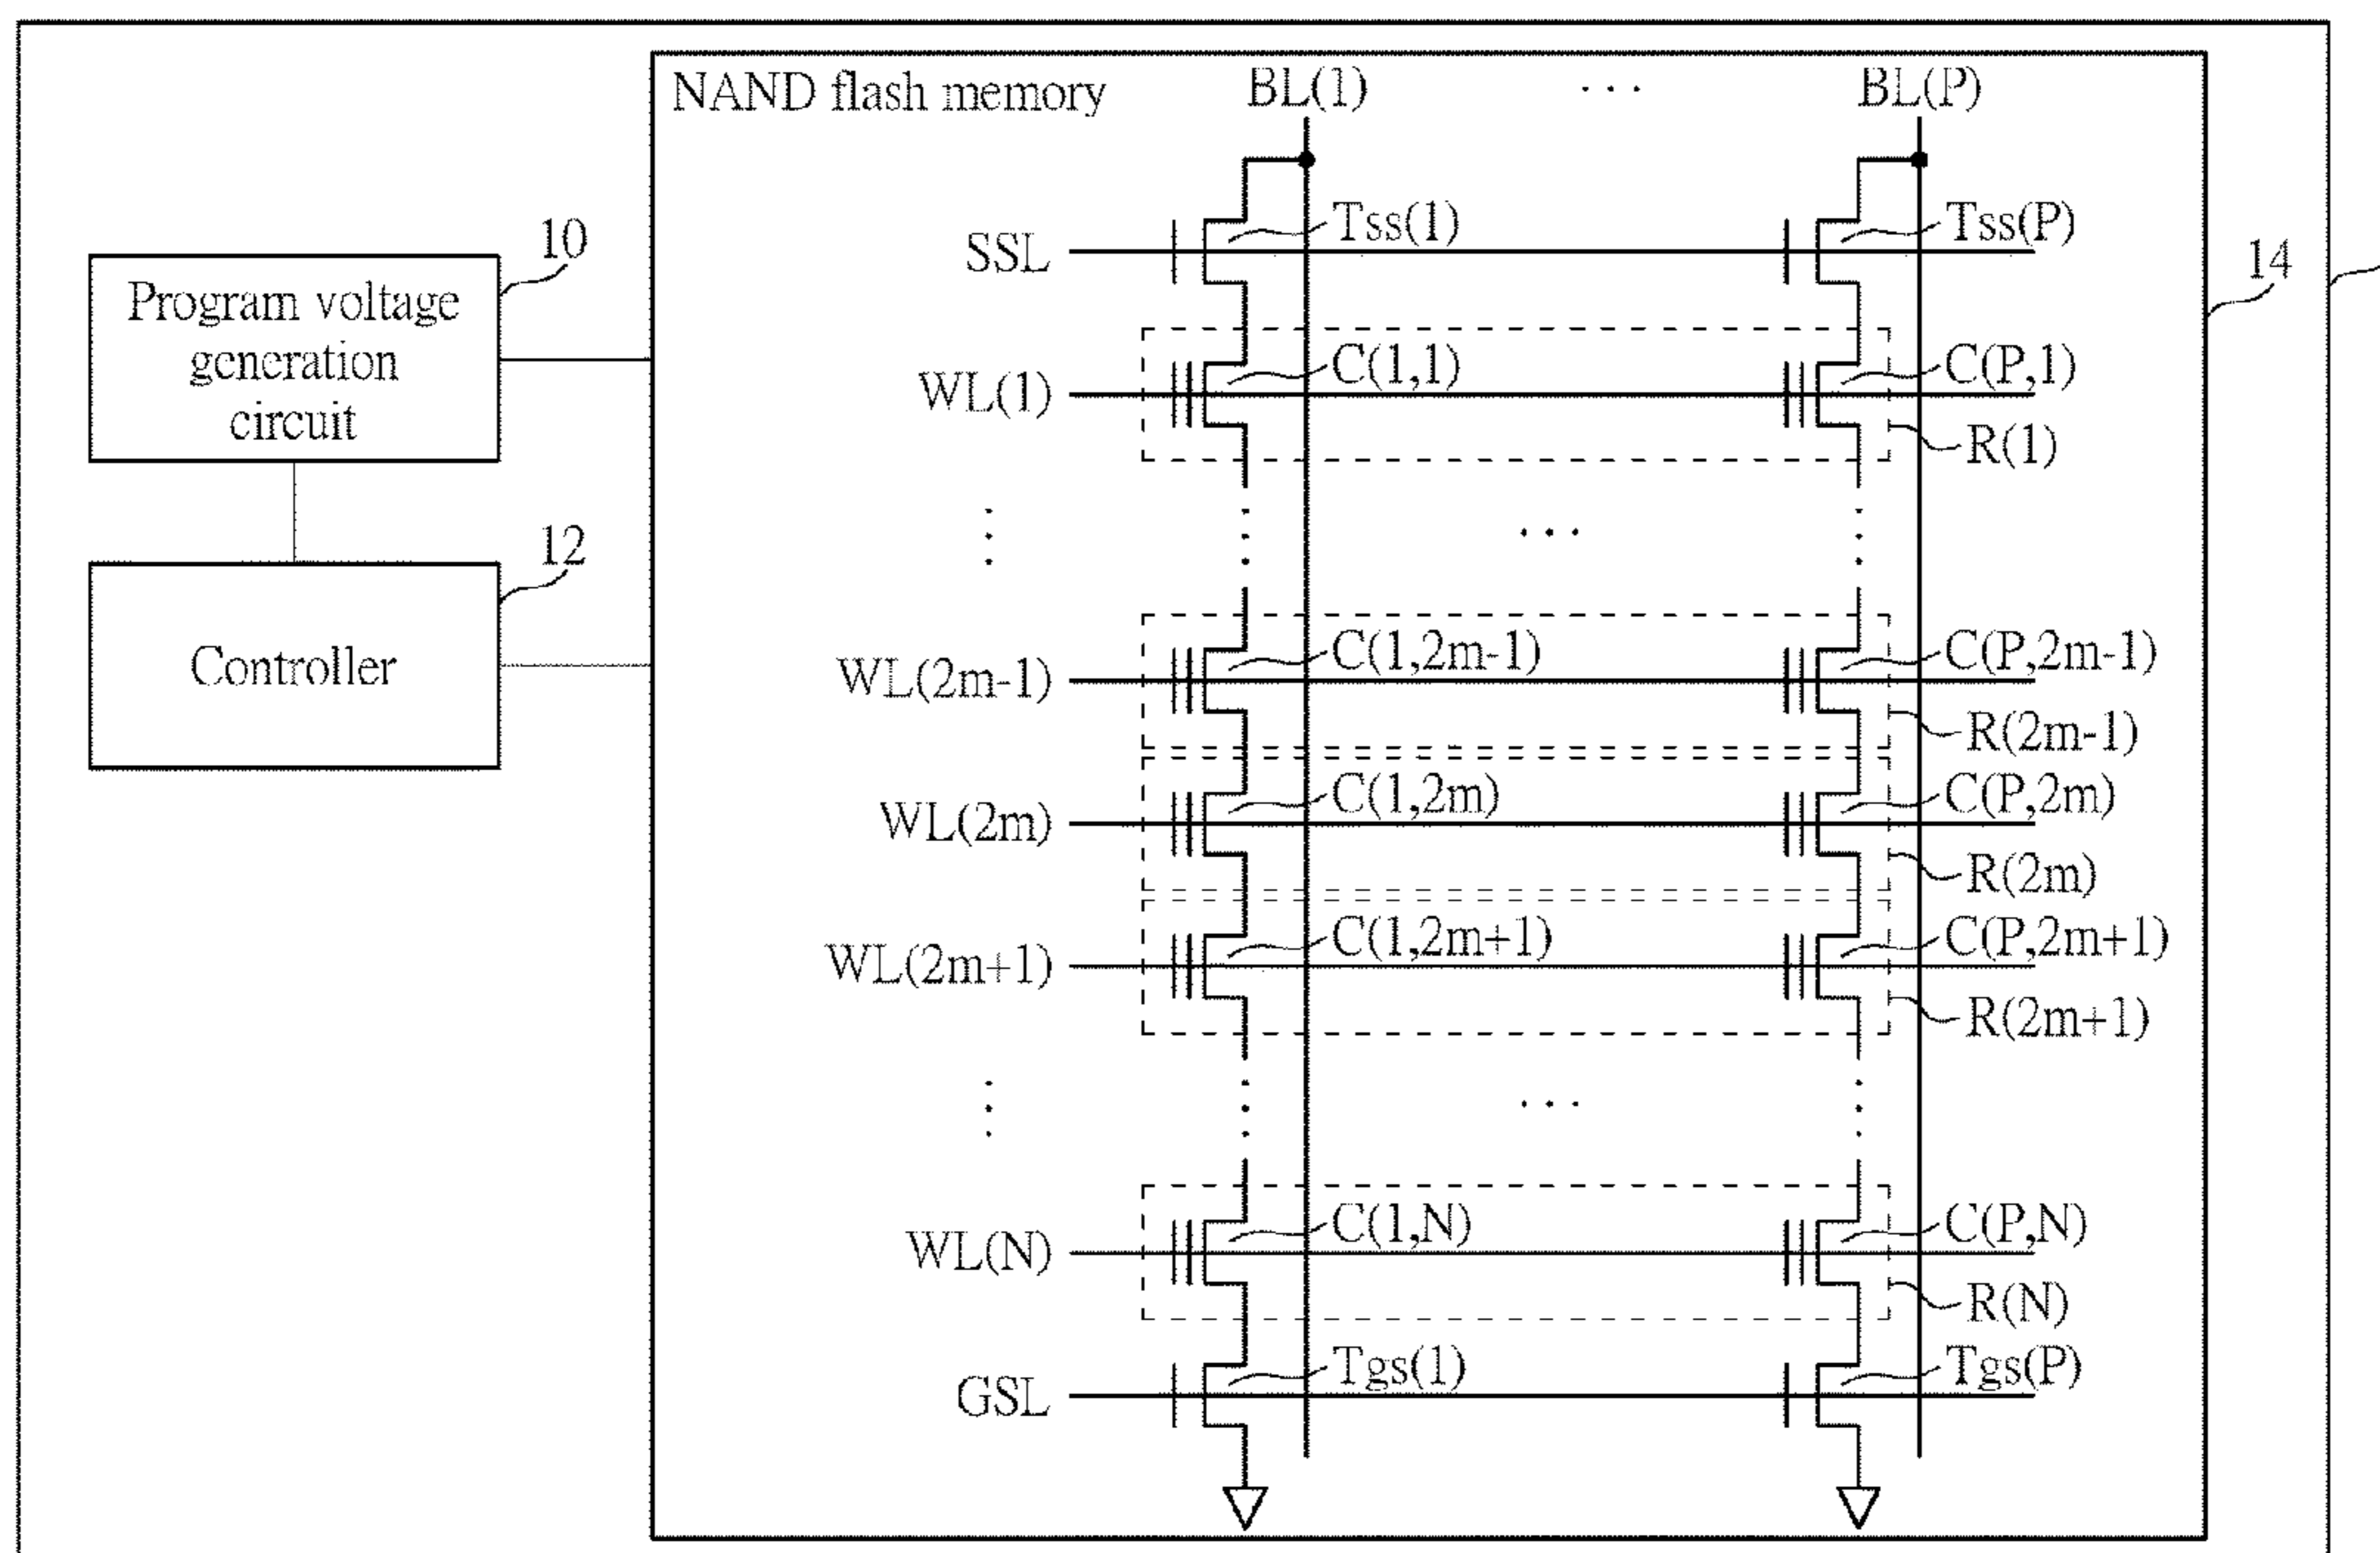 NAND flash memory
BL(1)
...
BL(P)
SSL
Tss(1)
Tss(P)
10
14
Program voltage
generation
circuit
WL(1)
C(1,1)
C(P,1)
R(1)
...
12
Controller
WL(2m-1)
C(1,2m-1)
C(P,2m-1)
R(2m-1)
WL(2m)
C(1,2m)
C(P,2m)
R(2m)
WL(2m+1)
C(1,2m+1)
C(P,2m+1)
R(2m+1)
...
WL(N)
C(1,N)
C(P,N)
R(N)
GSL
Tgs(1)
Tgs(P)